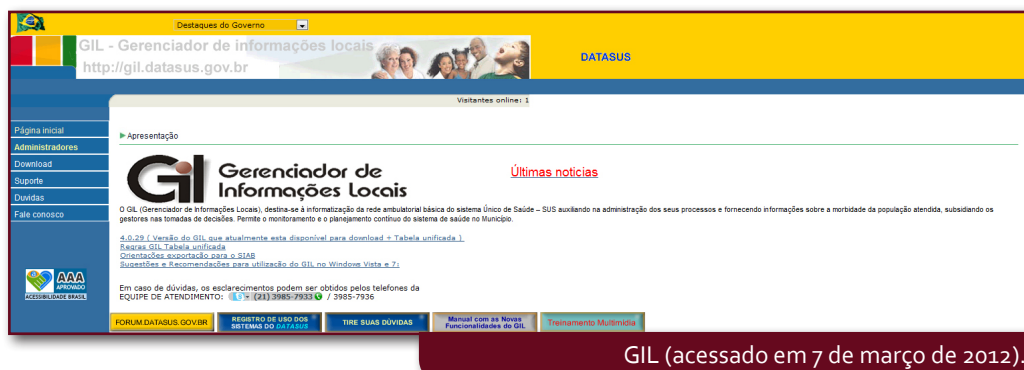 Destaques do Governo
GIL - Gerenciador de informações locais
http://gil.datasus.gov.br
DATASUS
Visitantes online: 1
Página inicial
Administradores
Download
Suporte
Duvidas
Fale conosco
AAA
APROVADO
ACESSIBILIDADE BRASIL
Apresentação
Gil Gerenciador de
Informações Locais
Últimas noticias
O GIL (Gerenciador de Informações Locais), destina-se à informatização da rede ambulatorial básica do sistema Único de Saúde – SUS auxiliando na administração dos seus processos e fornecendo informações sobre a morbidade da população atendida, subsidiando os
gestores nas tomadas de decisões. Permite o monitoramento e o planejamento contínuo do sistema de saúde no Município.
4.0.29 ( Versão do GIL que atualmente esta disponível para download + Tabela unificada )
Regras GIL Tabela unificada
Orientações exportação para o SIAB
Sugestões e Recomendações para utilização do GIL no Windows Vista e 7:
Em caso de dúvidas, os esclarecimentos podem ser obtidos pelos telefones da
EQUIPE DE ATENDIMENTO: (21) 3985-7933 / 3985-7936
FORUM.DATASUS.GOV.BR
REGISTRO DE USO DOS
SISTEMAS DO DATASUS
TIRE SUAS DÚVIDAS
Manual com as Novas
Funcionalidades do GIL
Treinamento Multimídia
GIL (acessado em 7 de março de 2012).